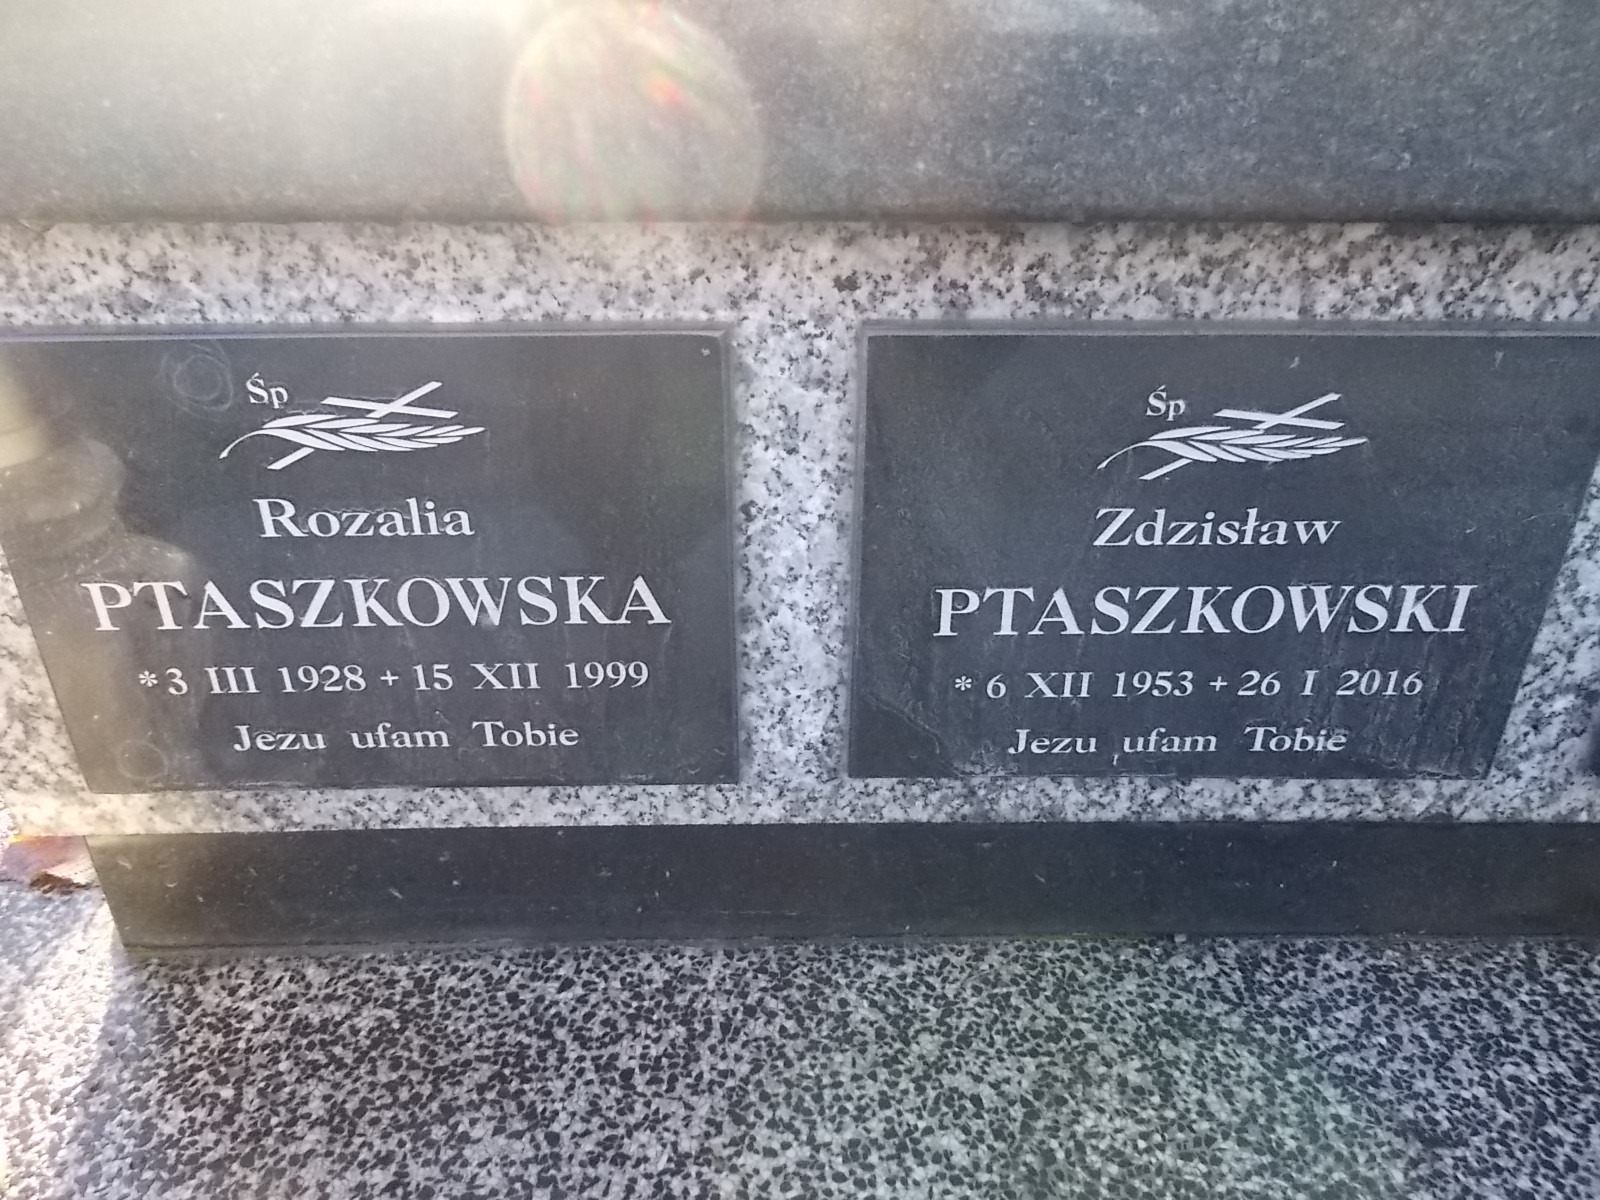 Śp
Rozalia
PTASZKOWSKA
*3 III 1928 + 15 XII 1999
Jezu ufam Tobie
Śp
Zdzisław
PTASZKOWSKI
* 6 XII 1953 + 26 I 2016
Jezu ufam Tobie